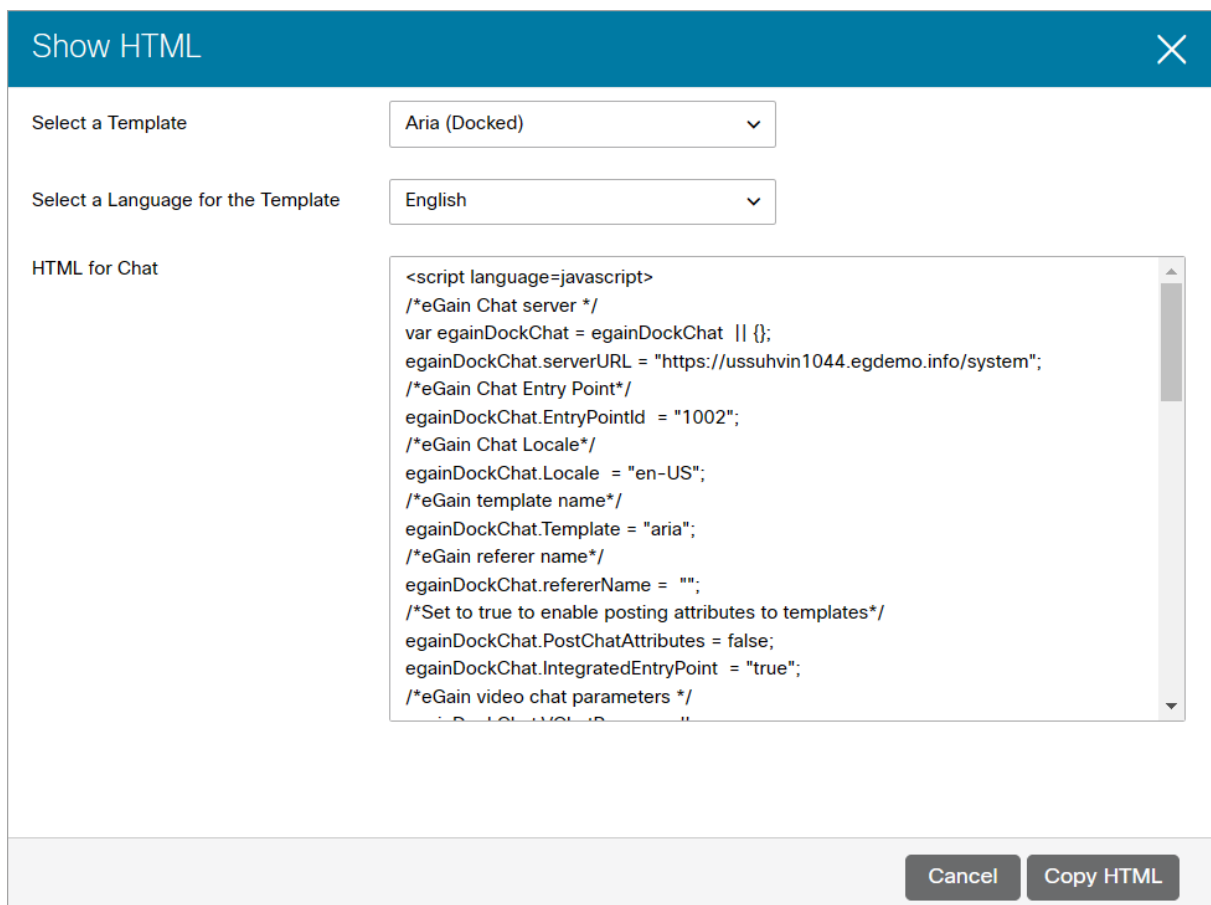 Show HTML
Select a Template
Aria (Docked)
Select a Language for the Template
English
HTML for Chat
<script language=javascript>
/*eGain Chat server */
var egainDockChat = egainDockChat  || {};
egainDockChat.serverURL = "https://ussuhvin1044.egdemo.info/system";
/*eGain Chat Entry Point*/
egainDockChat.EntryPointId  = "1002";
/*eGain Chat Locale*/
egainDockChat.Locale  = "en-US";
/*eGain template name*/
egainDockChat.Template = "aria";
/*eGain referer name*/
egainDockChat.refererName =  "";
/*Set to true to enable posting attributes to templates*/
egainDockChat.PostChatAttributes = false;
egainDockChat.IntegratedEntryPoint  = "true";
/*eGain video chat parameters */
Cancel
Copy HTML